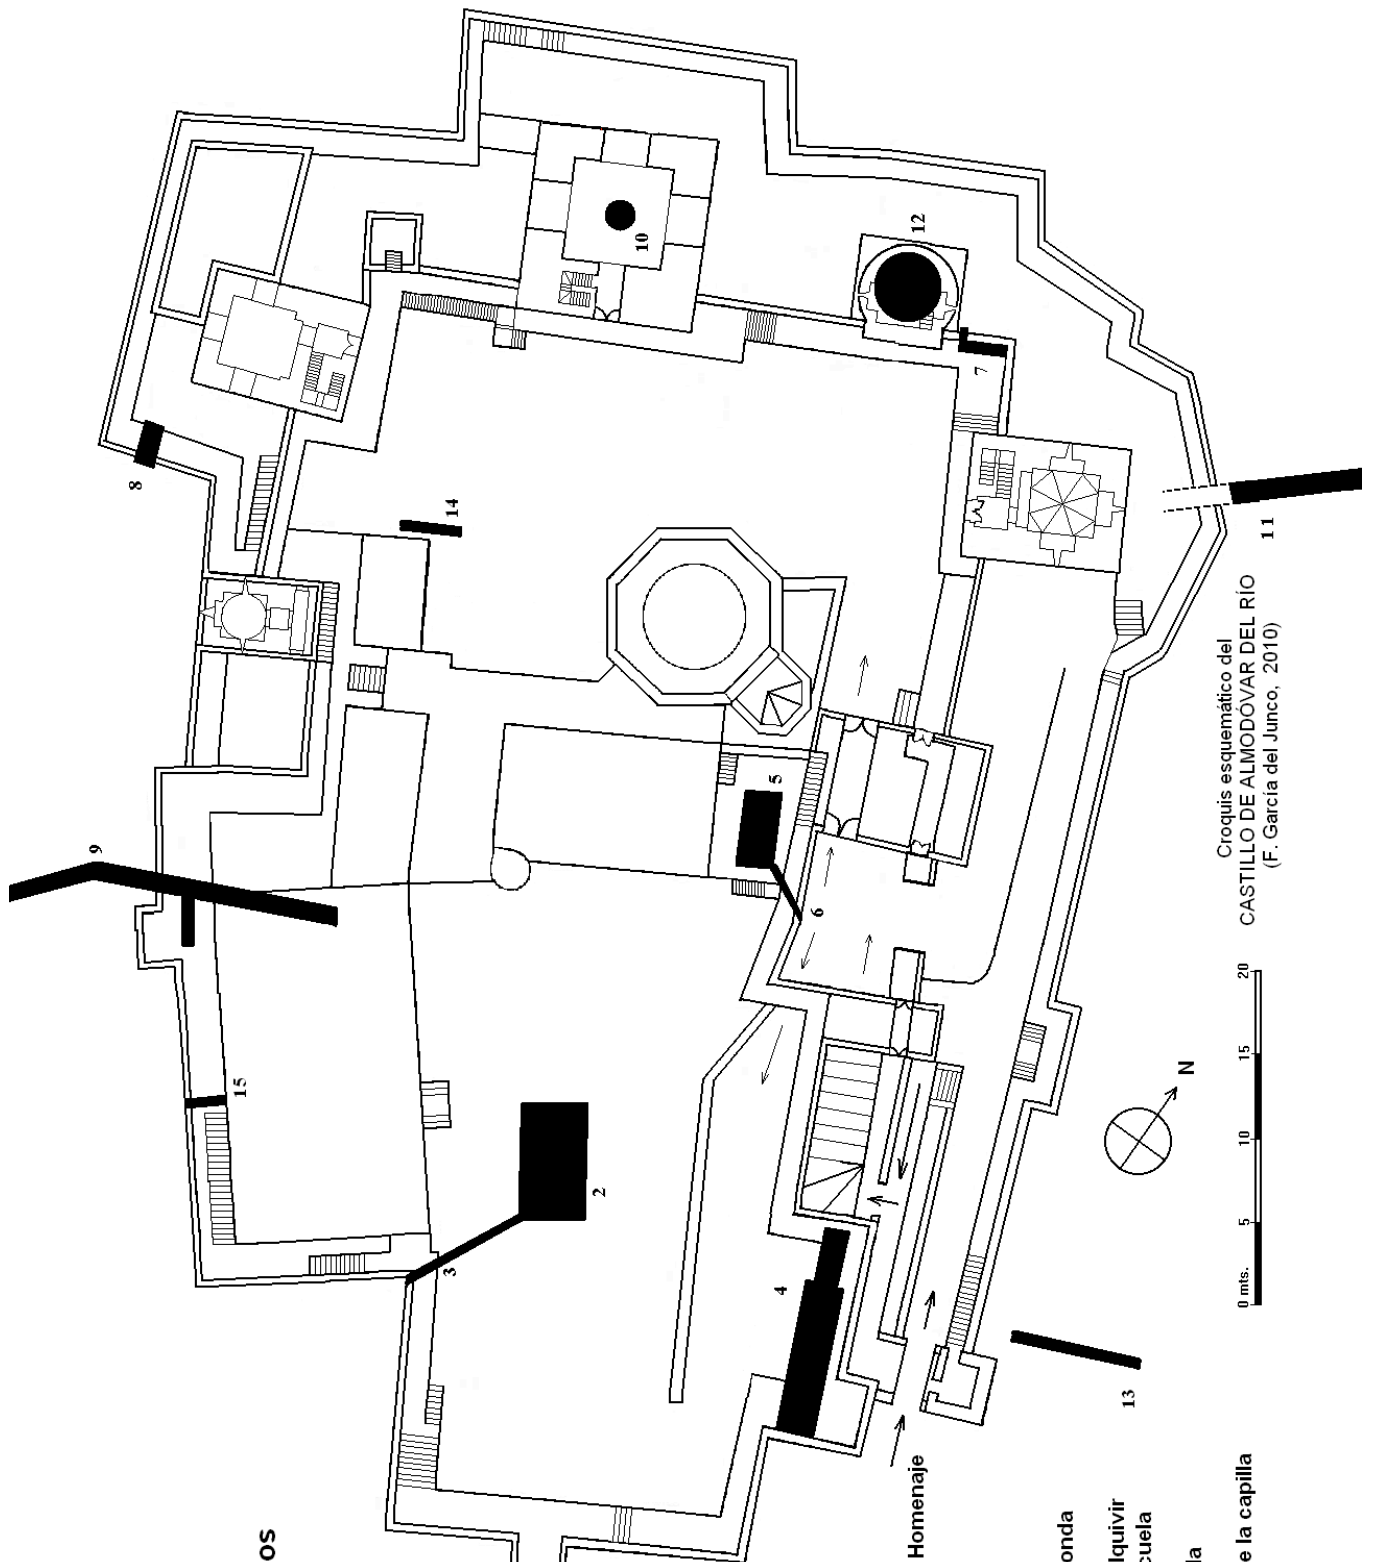 Croquis esquemático del
CASTILLO DE ALMODÓVAR DEL RÍO
(F. García del Junco, 2010)
0 mts.
5
10
15
20
N
2
3
4
5
6
7
8
9
10
11
12
13
14
15
os
Homenaje
onda
lquivir
cuela
la
e la capilla